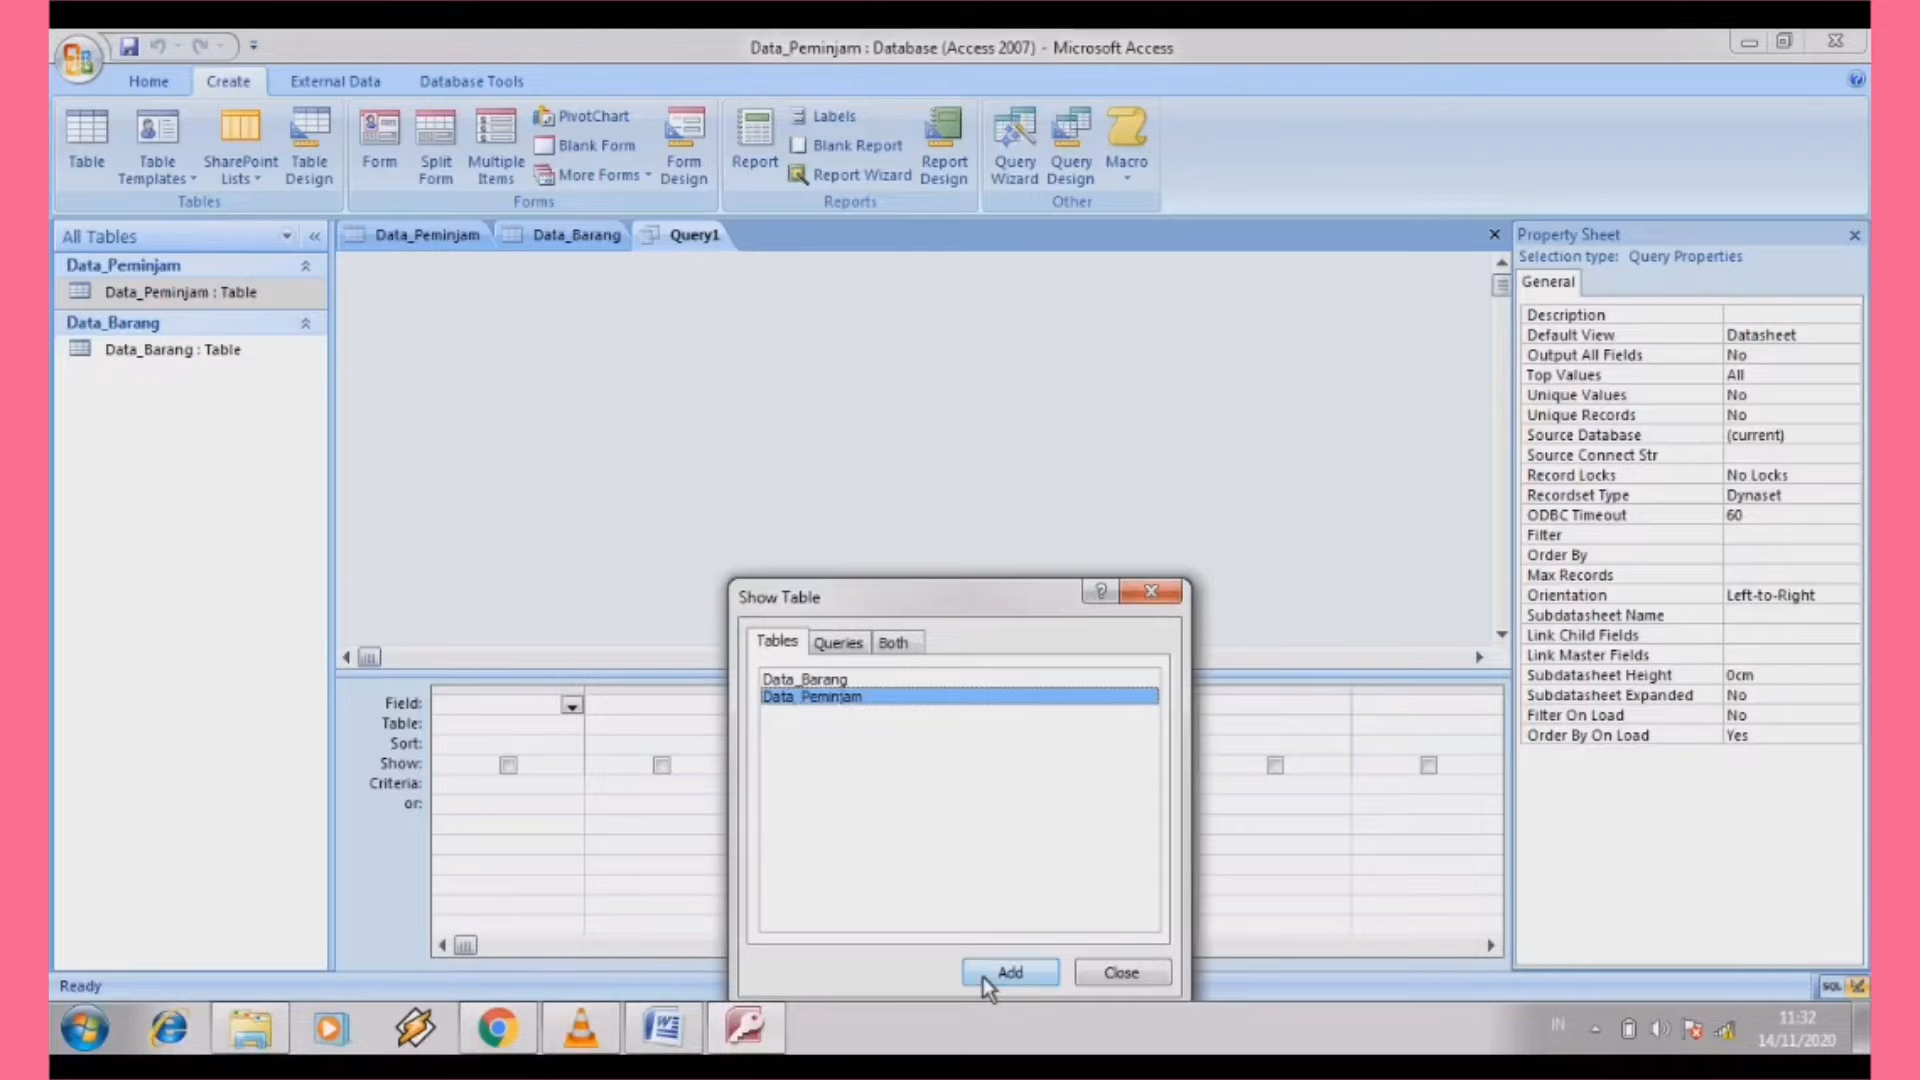 Data_Peminjam : Database (Access 2007) - Microsoft Access
Home Create External Data Database Tools
Table
Table Templates
SharePoint Lists
Table Design
Tables
Form
Split Form
Multiple Items
PivotChart
Blank Form
More Forms
Form Design
Forms
Report
Labels
Blank Report
Report Wizard
Report Design
Reports
Query Wizard
Query Design
Macro
Other
All Tables
Data_Peminjam
Data_Peminjam : Table
Data_Barang
Data_Barang : Table
Data_Peminjam Data_Barang Query1
Field:
Table:
Sort:
Show:
Criteria:
or:
Show Table
Tables Queries Both
Data_Barang
Data_Peminjam
Add Close
Property Sheet
Selection type: Query Properties
General
Description
Default View Datasheet
Output All Fields No
Top Values All
Unique Values No
Unique Records No
Source Database (current)
Source Connect Str
Record Locks No Locks
Recordset Type Dynaset
ODBC Timeout 60
Filter
Order By
Max Records
Orientation Left-to-Right
Subdatasheet Name
Link Child Fields
Link Master Fields
Subdatasheet Height 0cm
Subdatasheet Expanded No
Filter On Load No
Order By On Load Yes
Ready
SQL
IN
11:32
14/11/2020